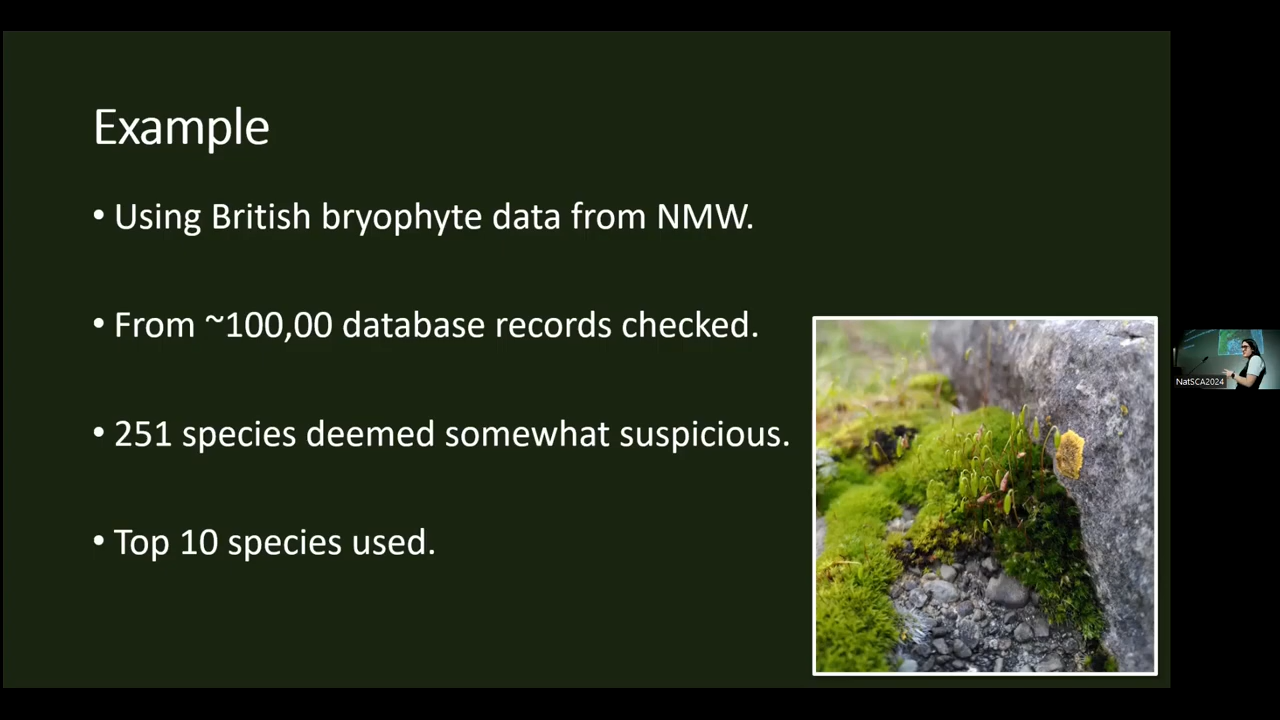 Example
• Using British bryophyte data from NMW.
• From ~100,00 database records checked.
• 251 species deemed somewhat suspicious.
• Top 10 species used.
NatSCA2024